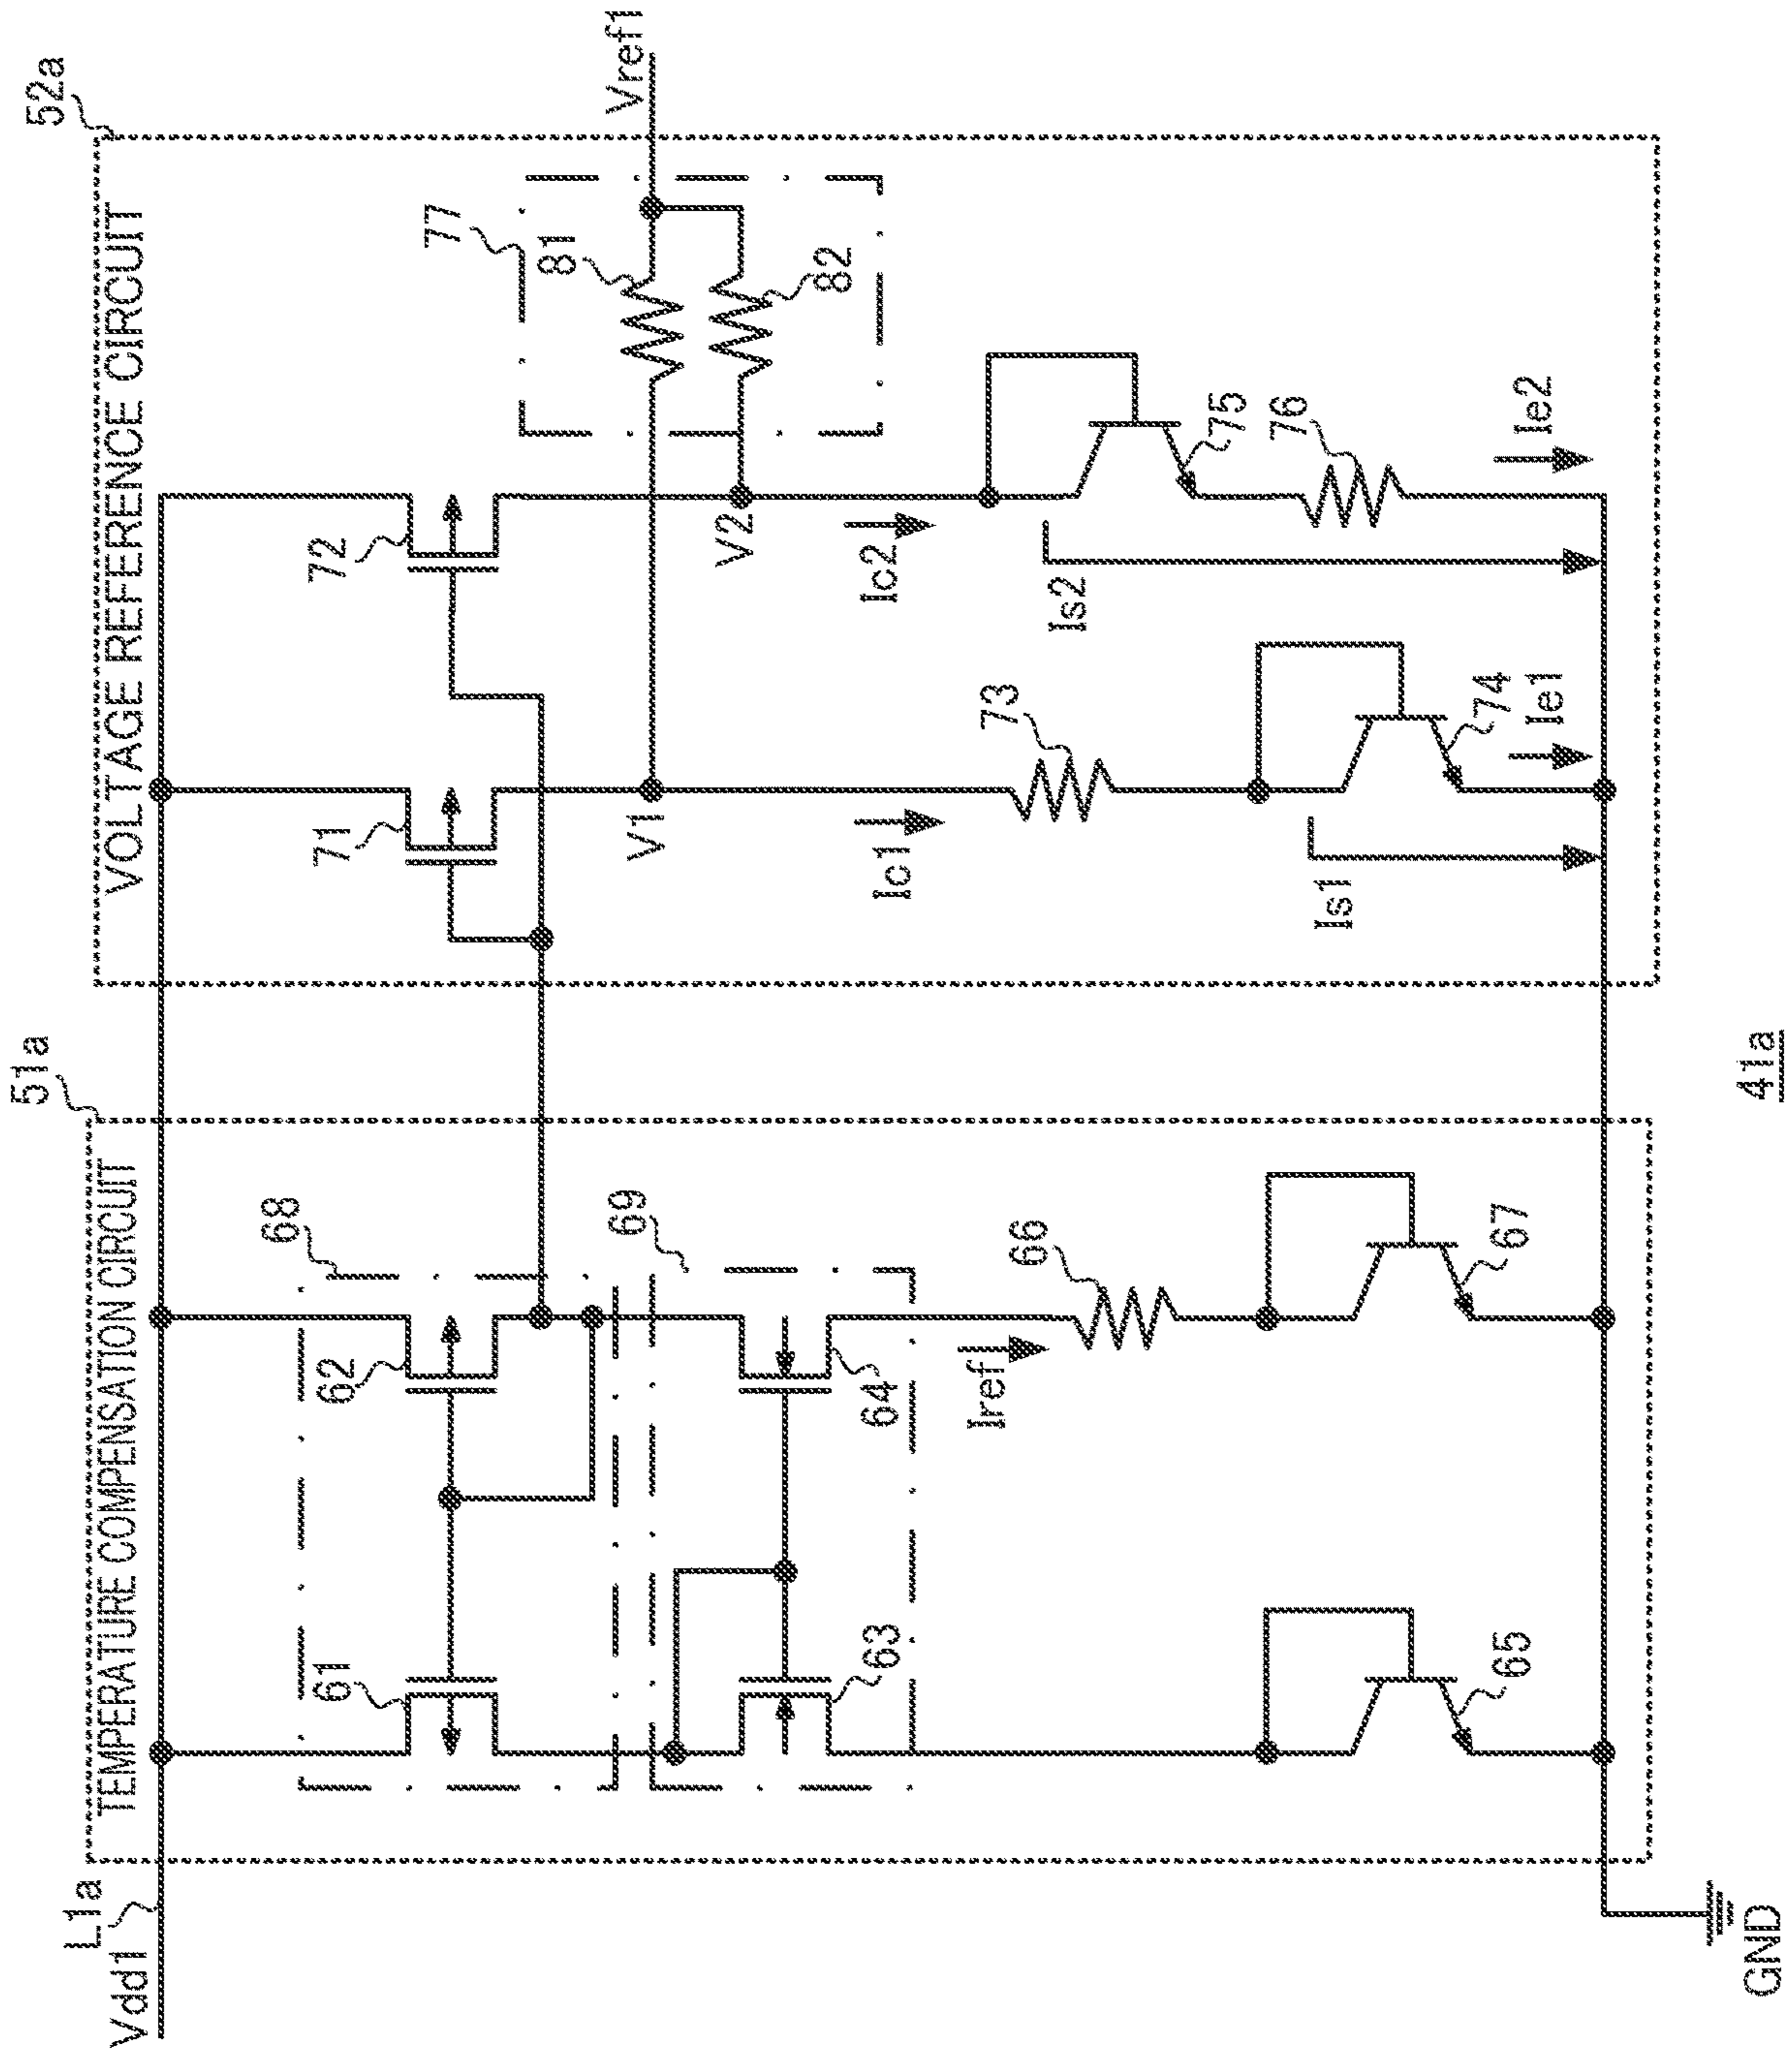 52a
VOLTAGE REFERENCE CIRCUIT
Vref1
77
81
82
72
71
V2
V1
Ic2
Ic1
75
76
Ie2
Is2
73
74
Ie1
Is1
51a
TEMPERATURE COMPENSATION CIRCUIT
68
69
62
64
Iref
66
67
61
63
65
L1a
Vdd1
GND
41a